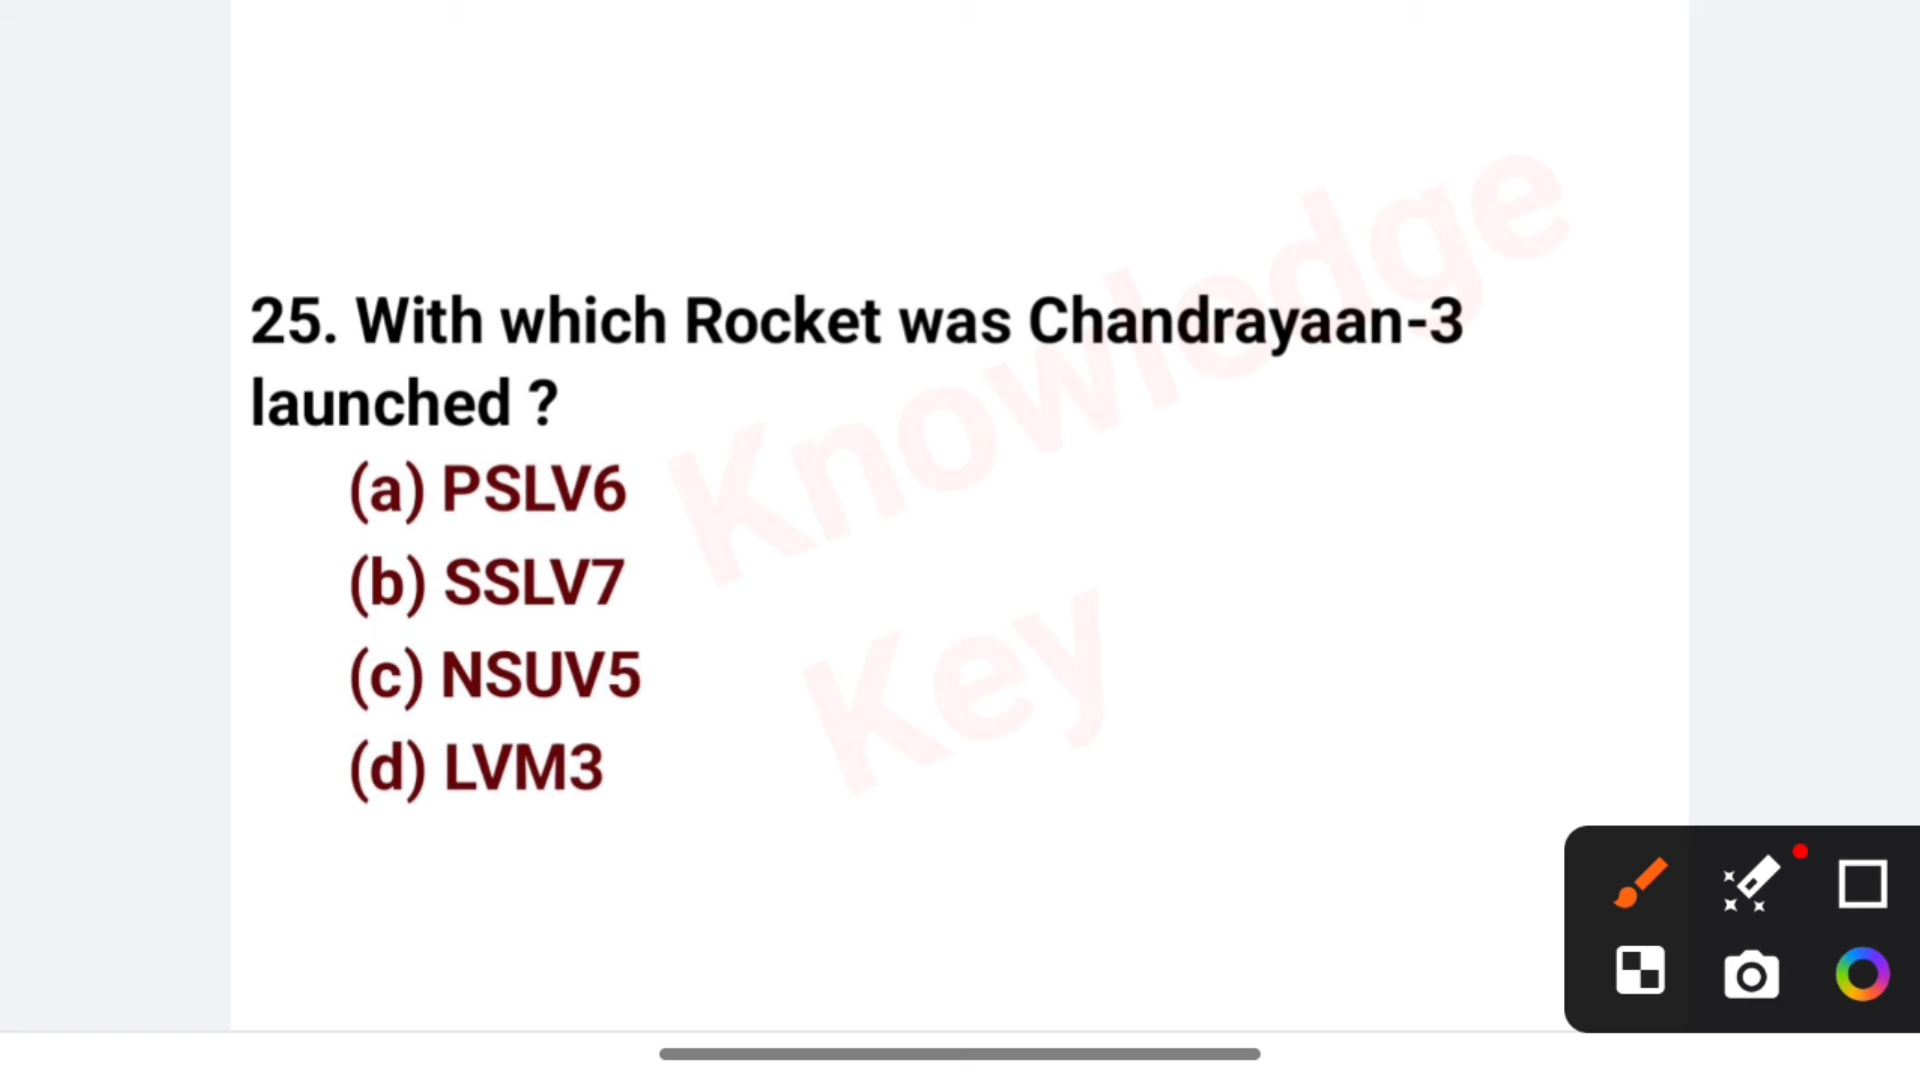 25. With which Rocket was Chandrayaan-3
launched ?
(a) PSLV6
(b) SSLV7
(c) NSUV5
(d) LVM3
Knowledge
Key